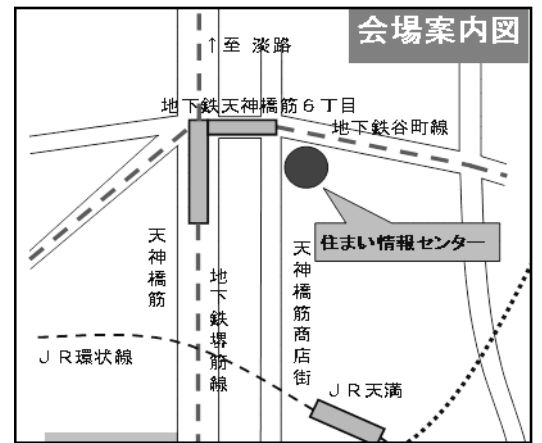 会場案内図
↑至 淡路
地下鉄天神橋筋６丁目
地下鉄谷町線
住まい情報センター
天神橋筋
地下鉄堺筋線
天神橋筋商店街
ＪＲ環状線
ＪＲ天満